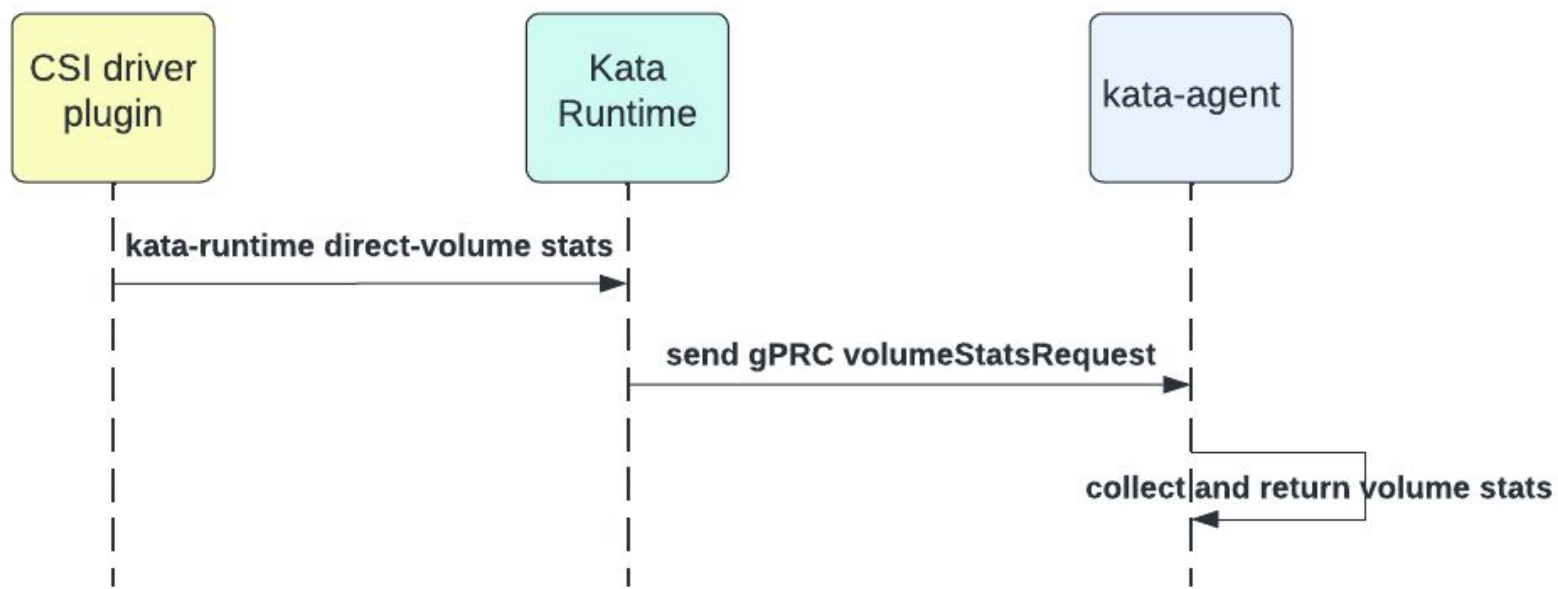 CSI driver
plugin
Kata
Runtime
kata-agent
kata-runtime direct-volume stats
send gPRC volumeStatsRequest
collect and return volume stats